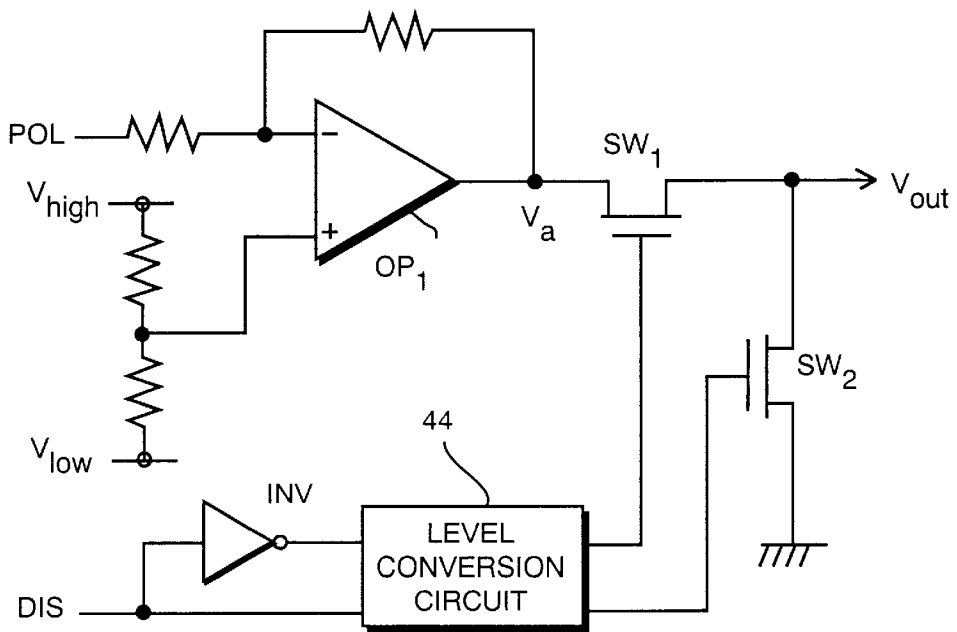 POL
−
SW1
Vhigh
Vout
+
Va
OP1
SW2
Vlow
44
INV
LEVEL
CONVERSION
CIRCUIT
DIS